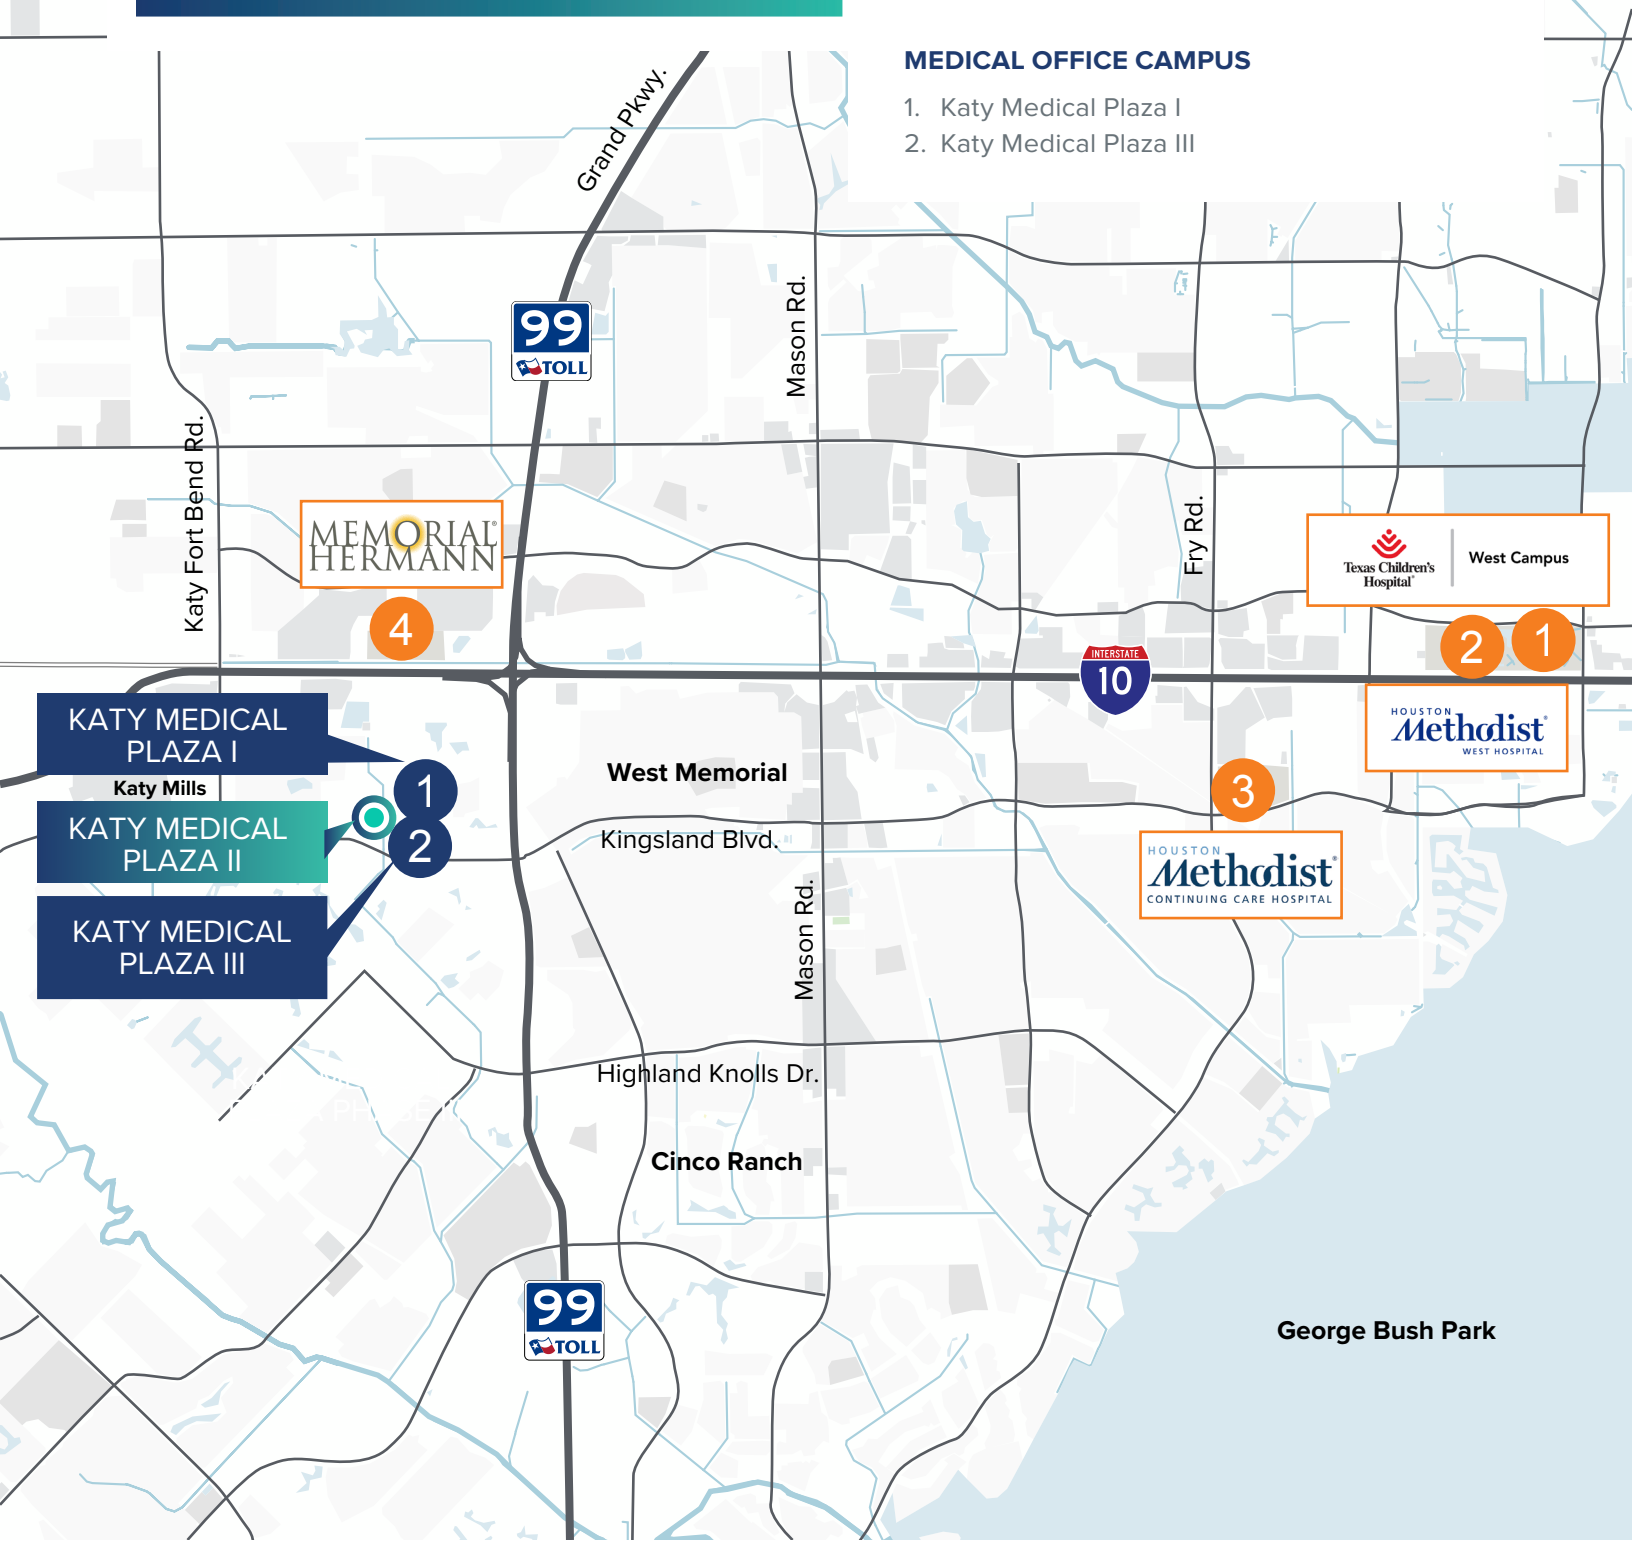 MEDICAL OFFICE CAMPUS
1. Katy Medical Plaza I
2. Katy Medical Plaza III
Grand Pkwy.
99
TOLL
Mason Rd.
Katy Fort Bend Rd.
MEMORIAL®
HERMANN
4
Fry Rd.
Texas Children's
Hospital®
West Campus
2
1
INTERSTATE
10
HOUSTON
Methodist®
WEST HOSPITAL
KATY MEDICAL
PLAZA I
Katy Mills
1
West Memorial
3
KATY MEDICAL
PLAZA II
2
Kingsland Blvd.
HOUSTON
Methodist®
CONTINUING CARE HOSPITAL
KATY MEDICAL
PLAZA III
Mason Rd.
Highland Knolls Dr.
Cinco Ranch
99
TOLL
George Bush Park